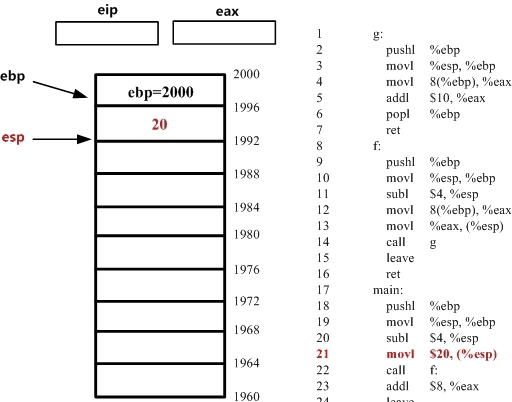 eip eax
ebp
esp
ebp=2000
20
2000
1996
1992
1988
1984
1980
1976
1972
1968
1964
1960
1 g:
2 pushl %ebp
3 movl %esp, %ebp
4 movl 8(%ebp), %eax
5 addl $10, %eax
6 popl %ebp
7 ret
8 f:
9 pushl %ebp
10 movl %esp, %ebp
11 subl $4, %esp
12 movl 8(%ebp), %eax
13 movl %eax, (%esp)
14 call g
15 leave
16 ret
17 main:
18 pushl %ebp
19 movl %esp, %ebp
20 subl $4, %esp
21 movl $20, (%esp)
22 call f:
23 addl $8, %eax
24 leave